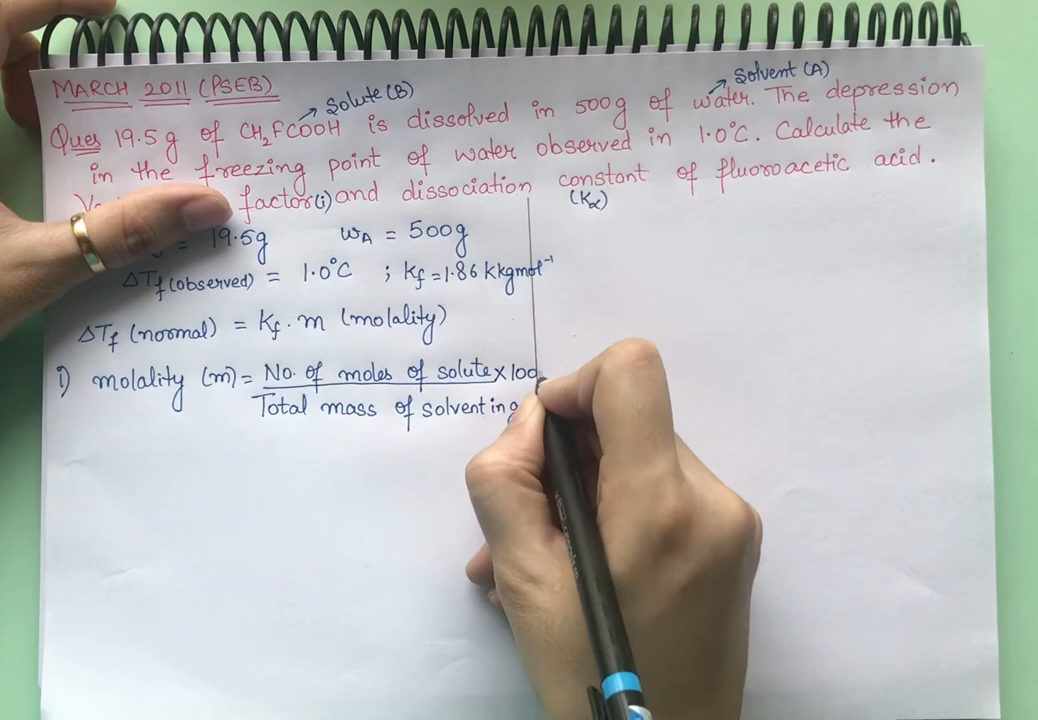 MARCH 2011 (PSEB)
Solute (B)
Solvent (A)
Ques 19.5 g of CH₂FCOOH is dissolved in 500g of water. The depression
in the freezing point of water observed in 1.0°C. Calculate the
factor(i) and dissociation constant of fluoroacetic acid.
(Kα)
= 19.5g wA = 500g
ΔTf (observed) = 1.0°C ; Kf = 1.86 k kg mol⁻¹
ΔTf (normal) = Kf . m (molality)
i) molality (m) = No. of moles of solute × 100
Total mass of solvent in g